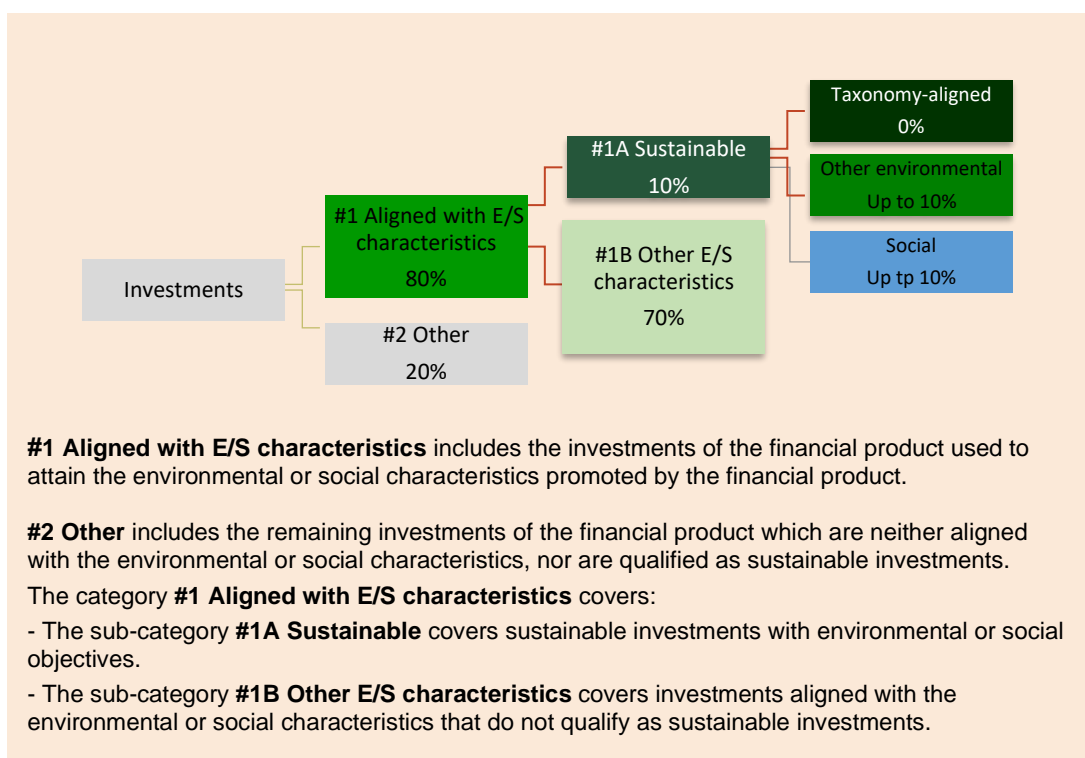 Taxonomy-aligned
0%
#1A Sustainable
10%
Other environmental
Up to 10%
#1 Aligned with E/S
characteristics
80%
#1B Other E/S
characteristics
70%
Social
Up tp 10%
Investments
#2 Other
20%
#1 Aligned with E/S characteristics includes the investments of the financial product used to
attain the environmental or social characteristics promoted by the financial product.
#2 Other includes the remaining investments of the financial product which are neither aligned
with the environmental or social characteristics, nor are qualified as sustainable investments.
The category #1 Aligned with E/S characteristics covers:
- The sub-category #1A Sustainable covers sustainable investments with environmental or social
objectives.
- The sub-category #1B Other E/S characteristics covers investments aligned with the
environmental or social characteristics that do not qualify as sustainable investments.